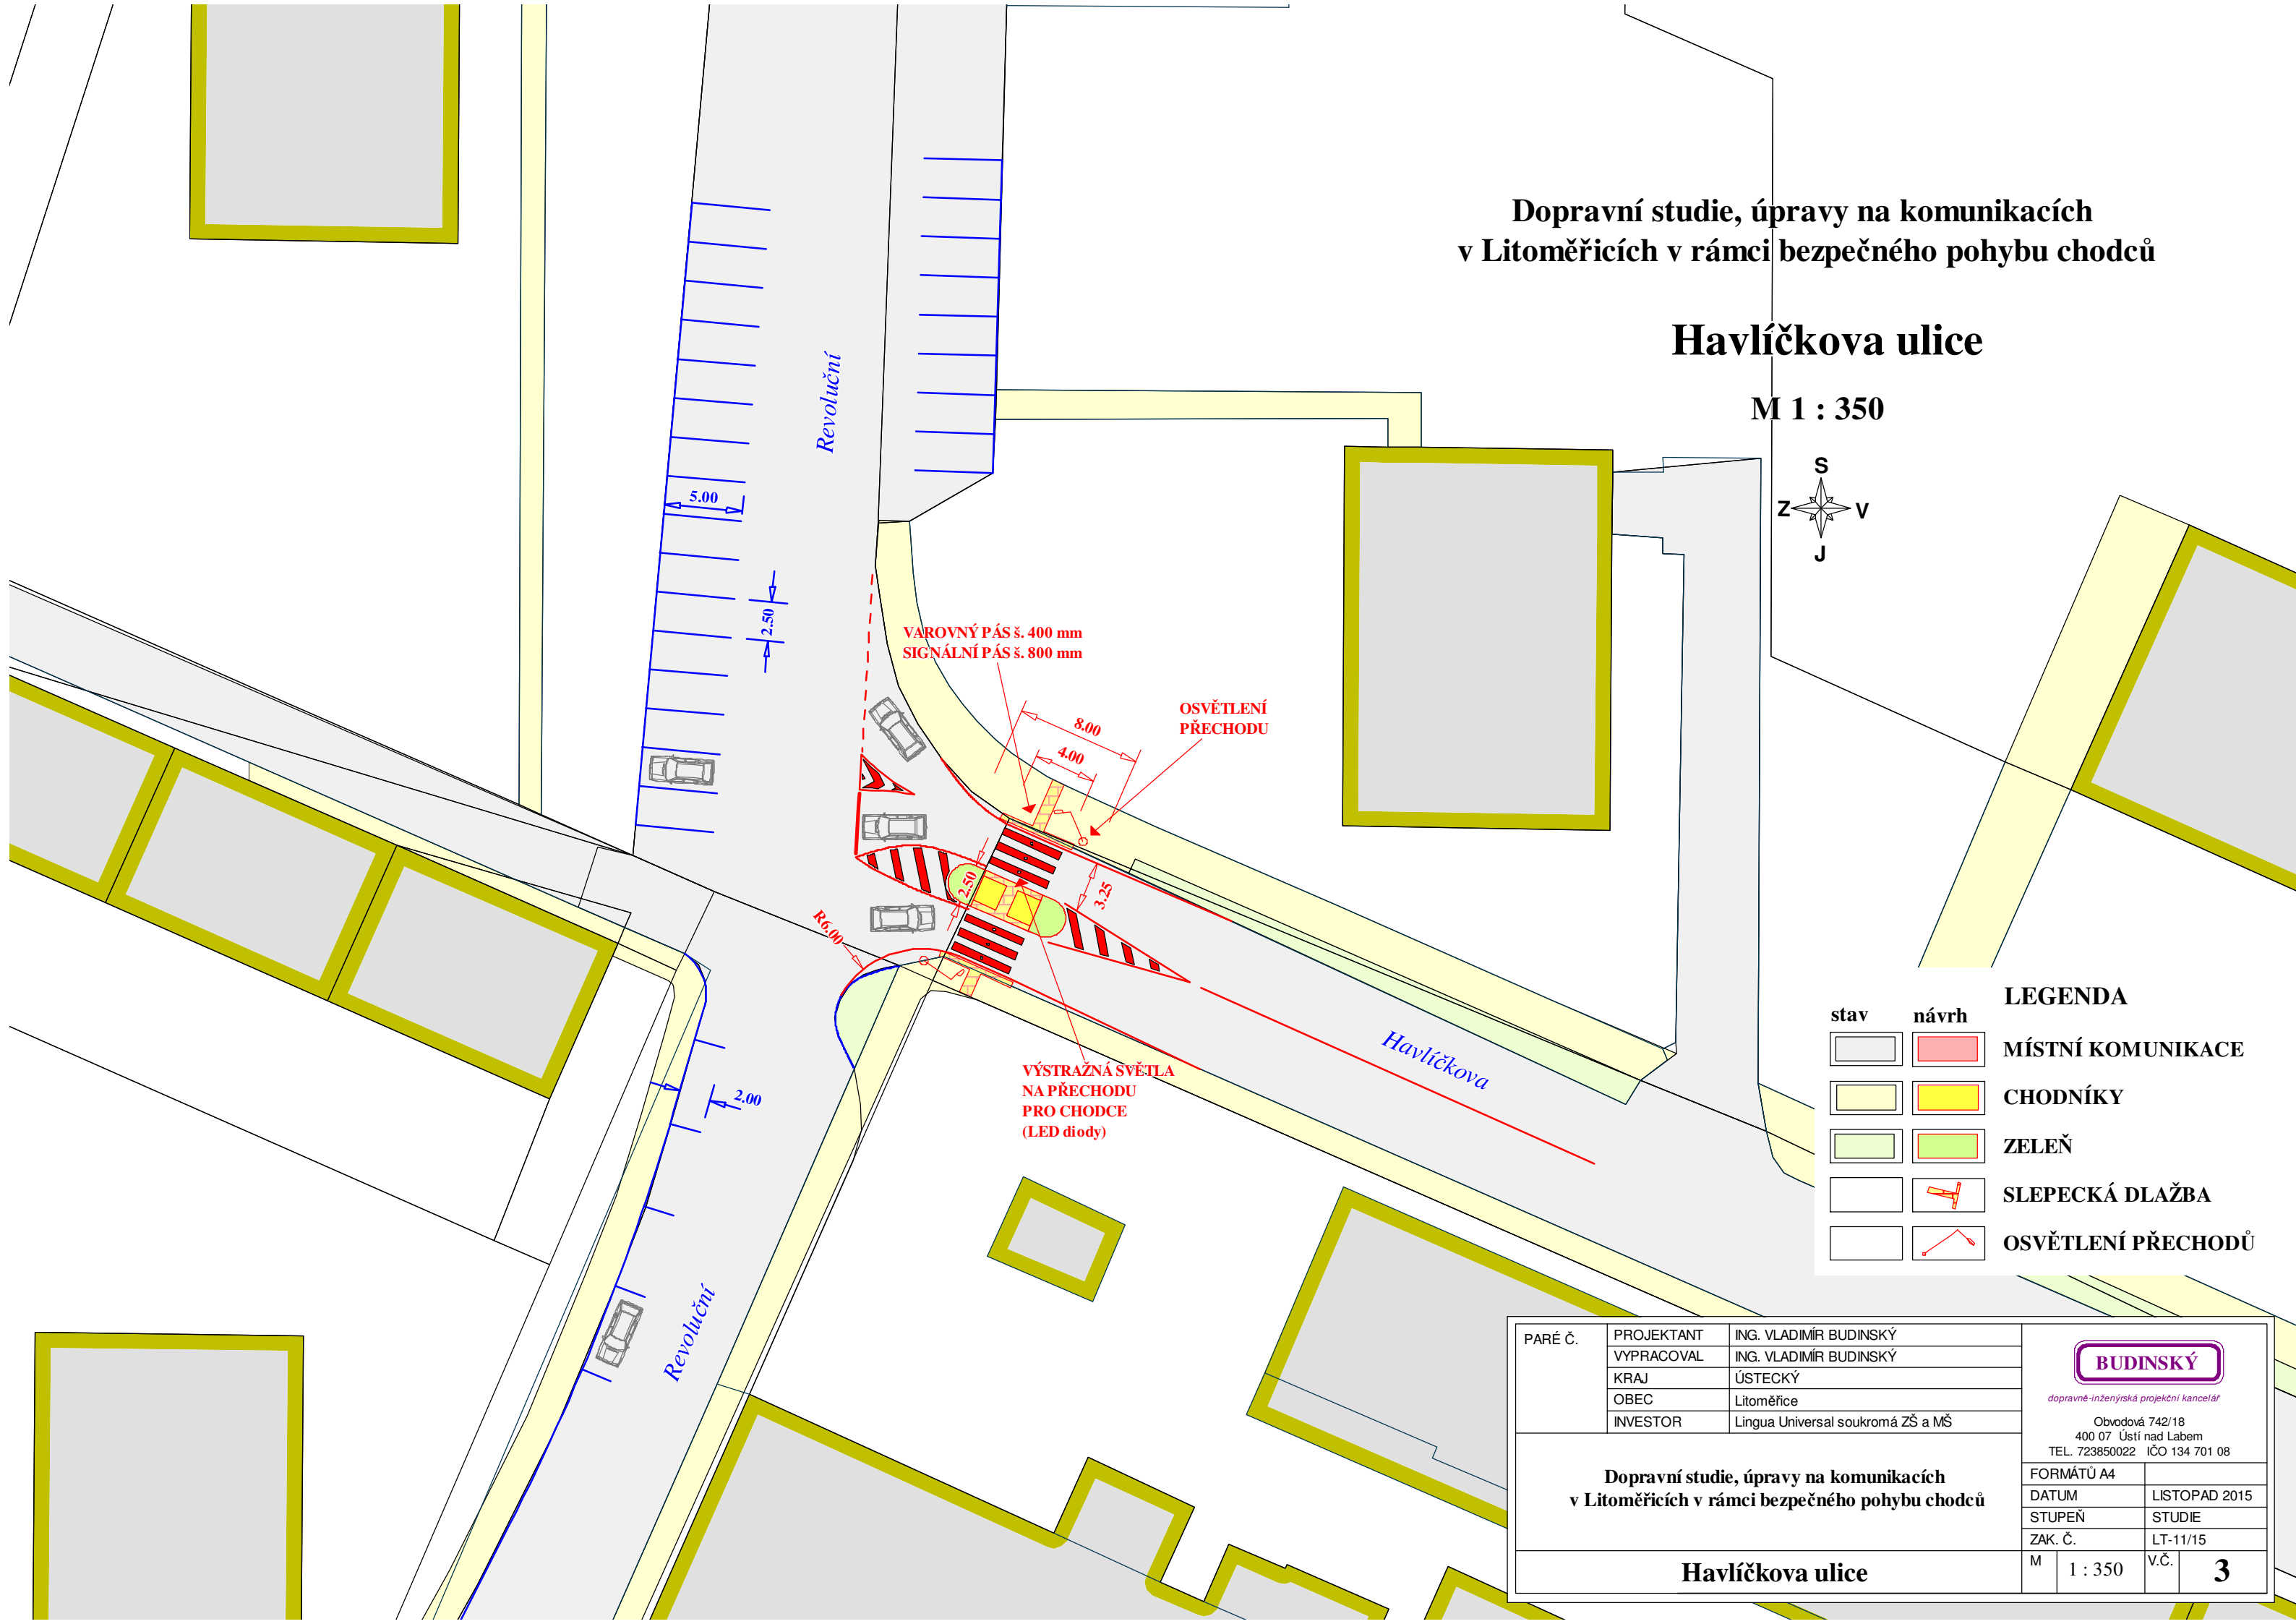 Dopravní studie, úpravy na komunikacích
v Litoměřicích v rámci bezpečného pohybu chodců
Havlíčkova ulice
M 1 : 350
S
Z
V
J
Revoluční
5.00
2.50
VAROVNÝ PÁS š. 400 mm
SIGNÁLNÍ PÁS š. 800 mm
8.00
4.00
OSVĚTLENÍ
PŘECHODU
2.50
3.25
R6.00
Havlíčkova
VÝSTRAŽNÁ SVĚTLA
NA PŘECHODU
PRO CHODCE
(LED diody)
2.00
Revoluční
LEGENDA
stav
návrh
MÍSTNÍ KOMUNIKACE
CHODNÍKY
ZELEŇ
SLEPECKÁ DLAŽBA
OSVĚTLENÍ PŘECHODŮ
PARÉ Č.
PROJEKTANT ING. VLADIMÍR BUDINSKÝ
VYPRACOVAL ING. VLADIMÍR BUDINSKÝ
KRAJ ÚSTECKÝ
OBEC Litoměřice
INVESTOR Lingua Universal soukromá ZŠ a MŠ
BUDINSKÝ
dopravně-inženýrská projekční kancelář
Obvodová 742/18
400 07 Ústí nad Labem
TEL. 723850022 IČO 134 701 08
Dopravní studie, úpravy na komunikacích
v Litoměřicích v rámci bezpečného pohybu chodců
FORMÁTŮ A4
DATUM LISTOPAD 2015
STUPEŇ STUDIE
ZAK. Č. LT-11/15
Havlíčkova ulice
M 1 : 350 V.Č. 3